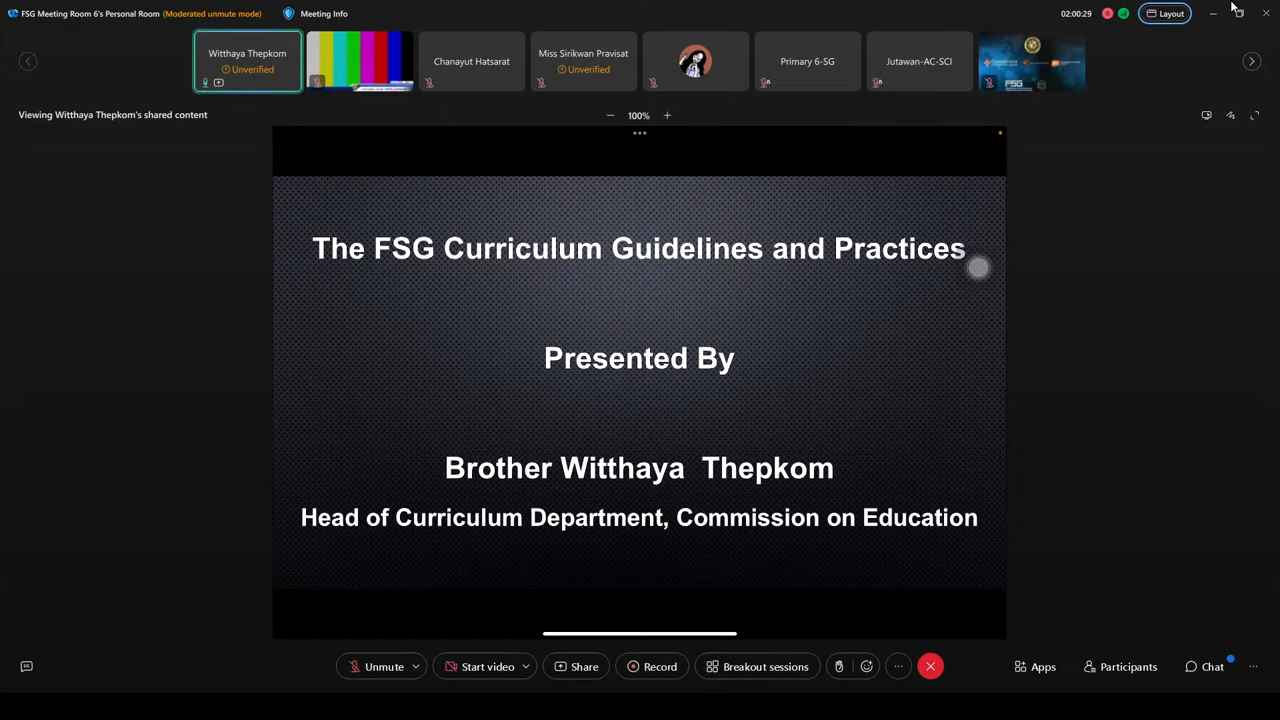 FSG Meeting Room 6's Personal Room (Moderated unmute mode)
Meeting Info
02:00:29
Layout
Witthaya Thepkom
Unverified
Chanayut Hatsarat
Miss Sirikwan Pravisat
Unverified
Primary 6-SG
Jutawan-AC-SCI
FSG
Viewing Witthaya Thepkom's shared content
100%
The FSG Curriculum Guidelines and Practices
Presented By
Brother Witthaya Thepkom
Head of Curriculum Department, Commission on Education
Unmute
Start video
Share
Record
Breakout sessions
Apps
Participants
Chat